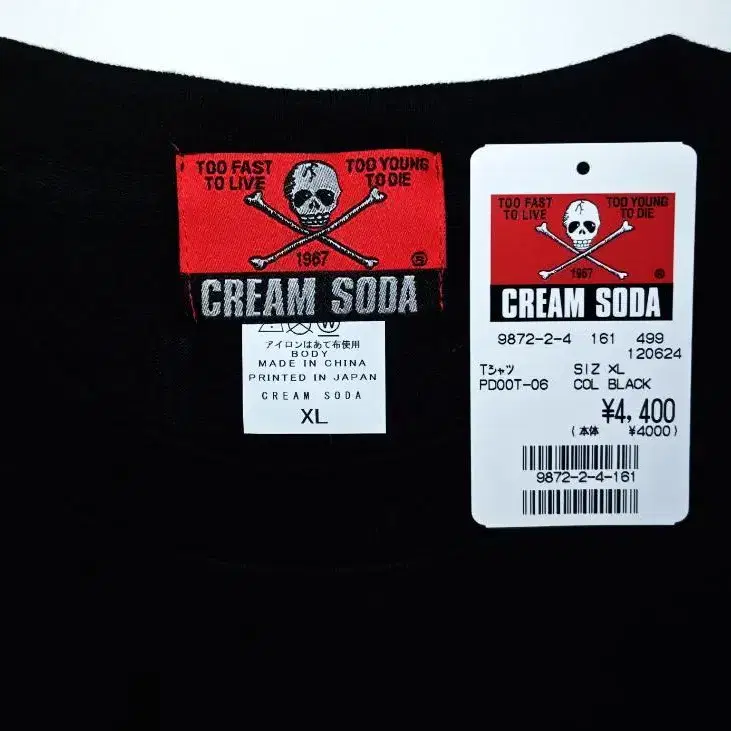 TOO FAST
TO LIVE
TOO YOUNG
TO DIE
1967
®
CREAM SODA
W
アイロンはあて布使用
BODY
MADE IN CHINA
PRINTED IN JAPAN
CREAM SODA
XL
TOO FAST
TO LIVE
TOO YOUNG
TO DIE
1967
®
CREAM SODA
9872-2-4 161 499
120624
Tシャツ SIZ XL
PD00T-06 COL BLACK
¥4,400
(本体 ¥4000)
9872-2-4-161